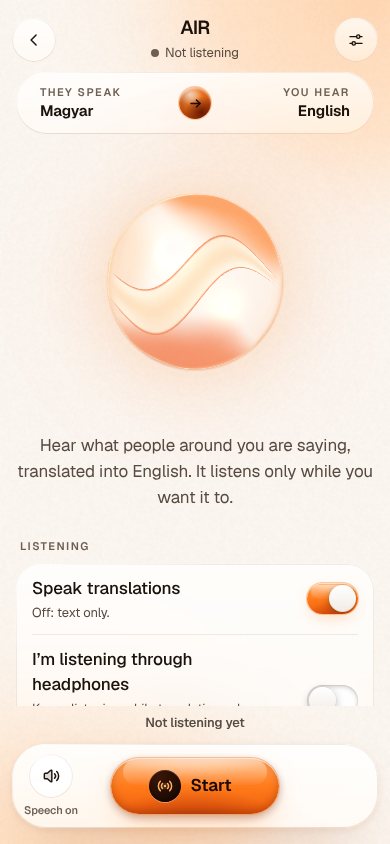 AIR
Not listening
THEY SPEAK
Magyar
YOU HEAR
English
Hear what people around you are saying,
translated into English. It listens only while you
want it to.
LISTENING
Speak translations
Off: text only.
I’m listening through
headphones
Not listening yet
Speech on
Start